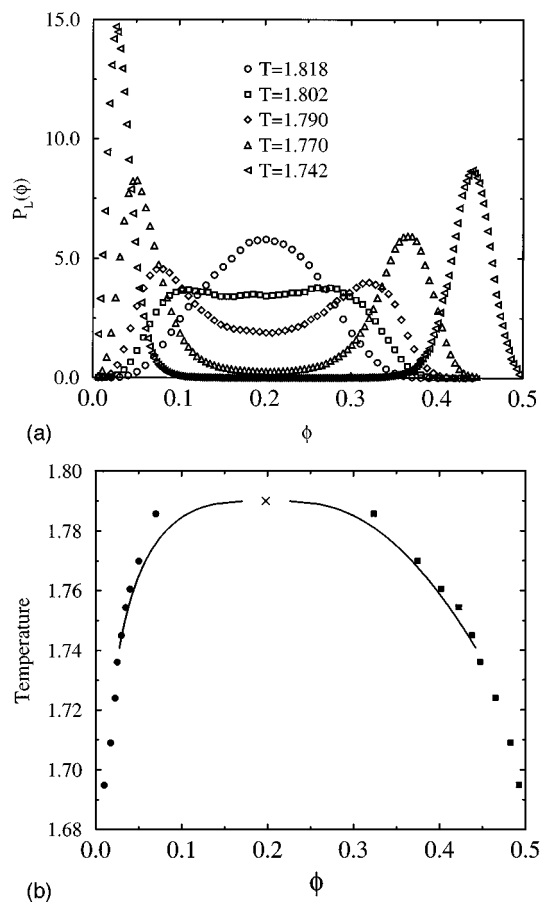 15.0
10.0
5.0
0.0
P_L(ϕ)
○ T=1.818
□ T=1.802
◇ T=1.790
△ T=1.770
◁ T=1.742
0.0 0.1 0.2 0.3 0.4 0.5
(a)
ϕ
1.80
1.78
1.76
1.74
1.72
1.70
1.68
Temperature
0.0 0.1 0.2 0.3 0.4 0.5
(b)
ϕ